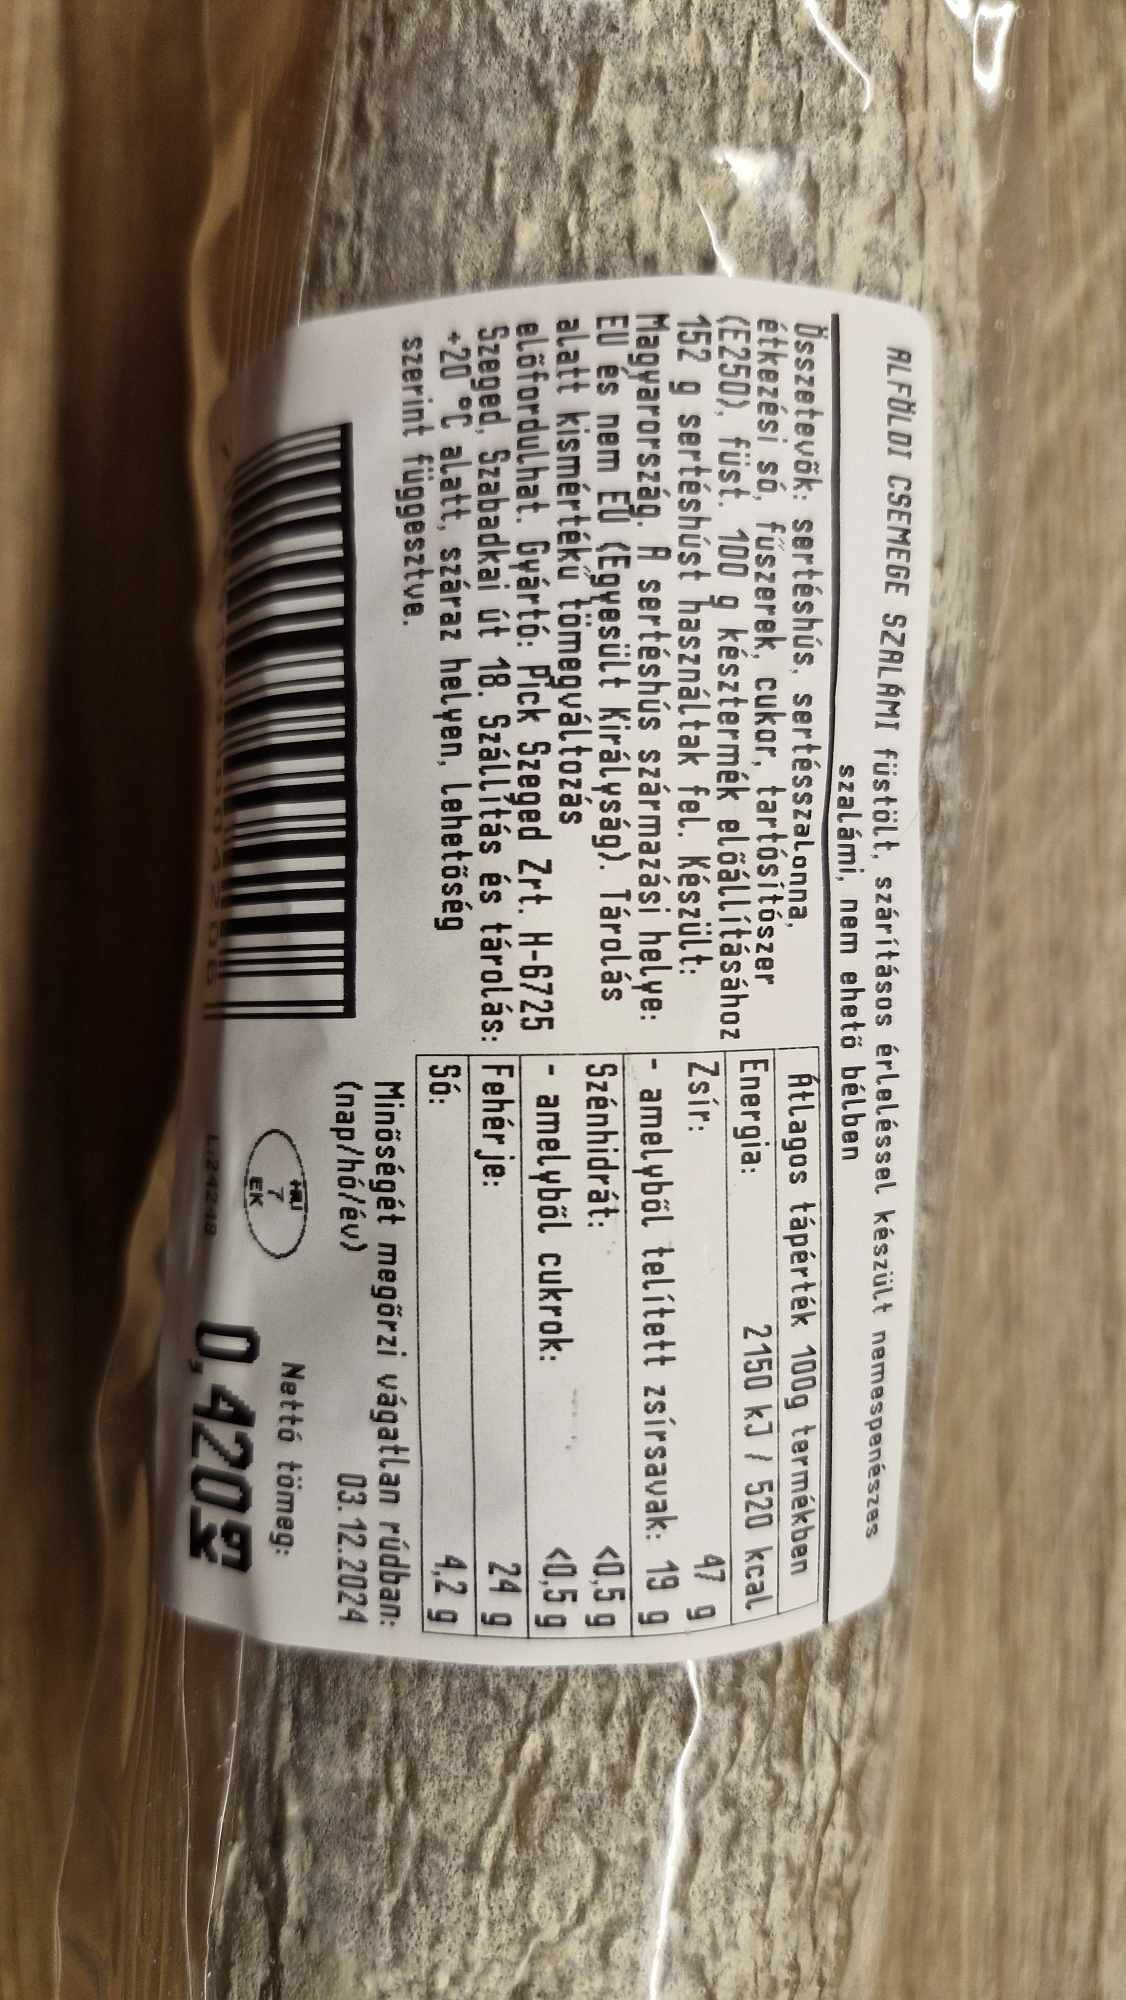 ALFÖLDI CSEMEGE SZALÁMI füstölt, szárításos érleléssel készült nemespenészes
szalámi, nem ehető bélben
Összetevők: sertéshús, sertésszalonna,
étkezési só, fűszerek, cukor, tartósítószer
(E250), füst. 100 g késztermék előállításához
152 g sertéshúst használtak fel. Készült:
Magyarország. A sertéshús származási helye:
EU és nem EU (Egyesült Királyság). Tárolás
alatt kismértékű tömegváltozás
előfordulhat. Gyártó: Pick Szeged Zrt. H-6725
Szeged, Szabadkai út 18. Szállítás és tárolás:
+20 °C alatt, száraz helyen, lehetőség
szerint függesztve.
Átlagos tápérték 100g termékben
Energia: 2150 kJ / 520 kcal
Zsír: 47 g
- amelyből telített zsírsavak: 19 g
Szénhidrát: <0,5 g
- amelyből cukrok: <0,5 g
Fehérje: 24 g
Só: 4,2 g
Minőségét megőrzi vágatlan rúdban:
(nap/hó/év) 03.12.2024
HU
7
EK
Nettó tömeg:
0,420